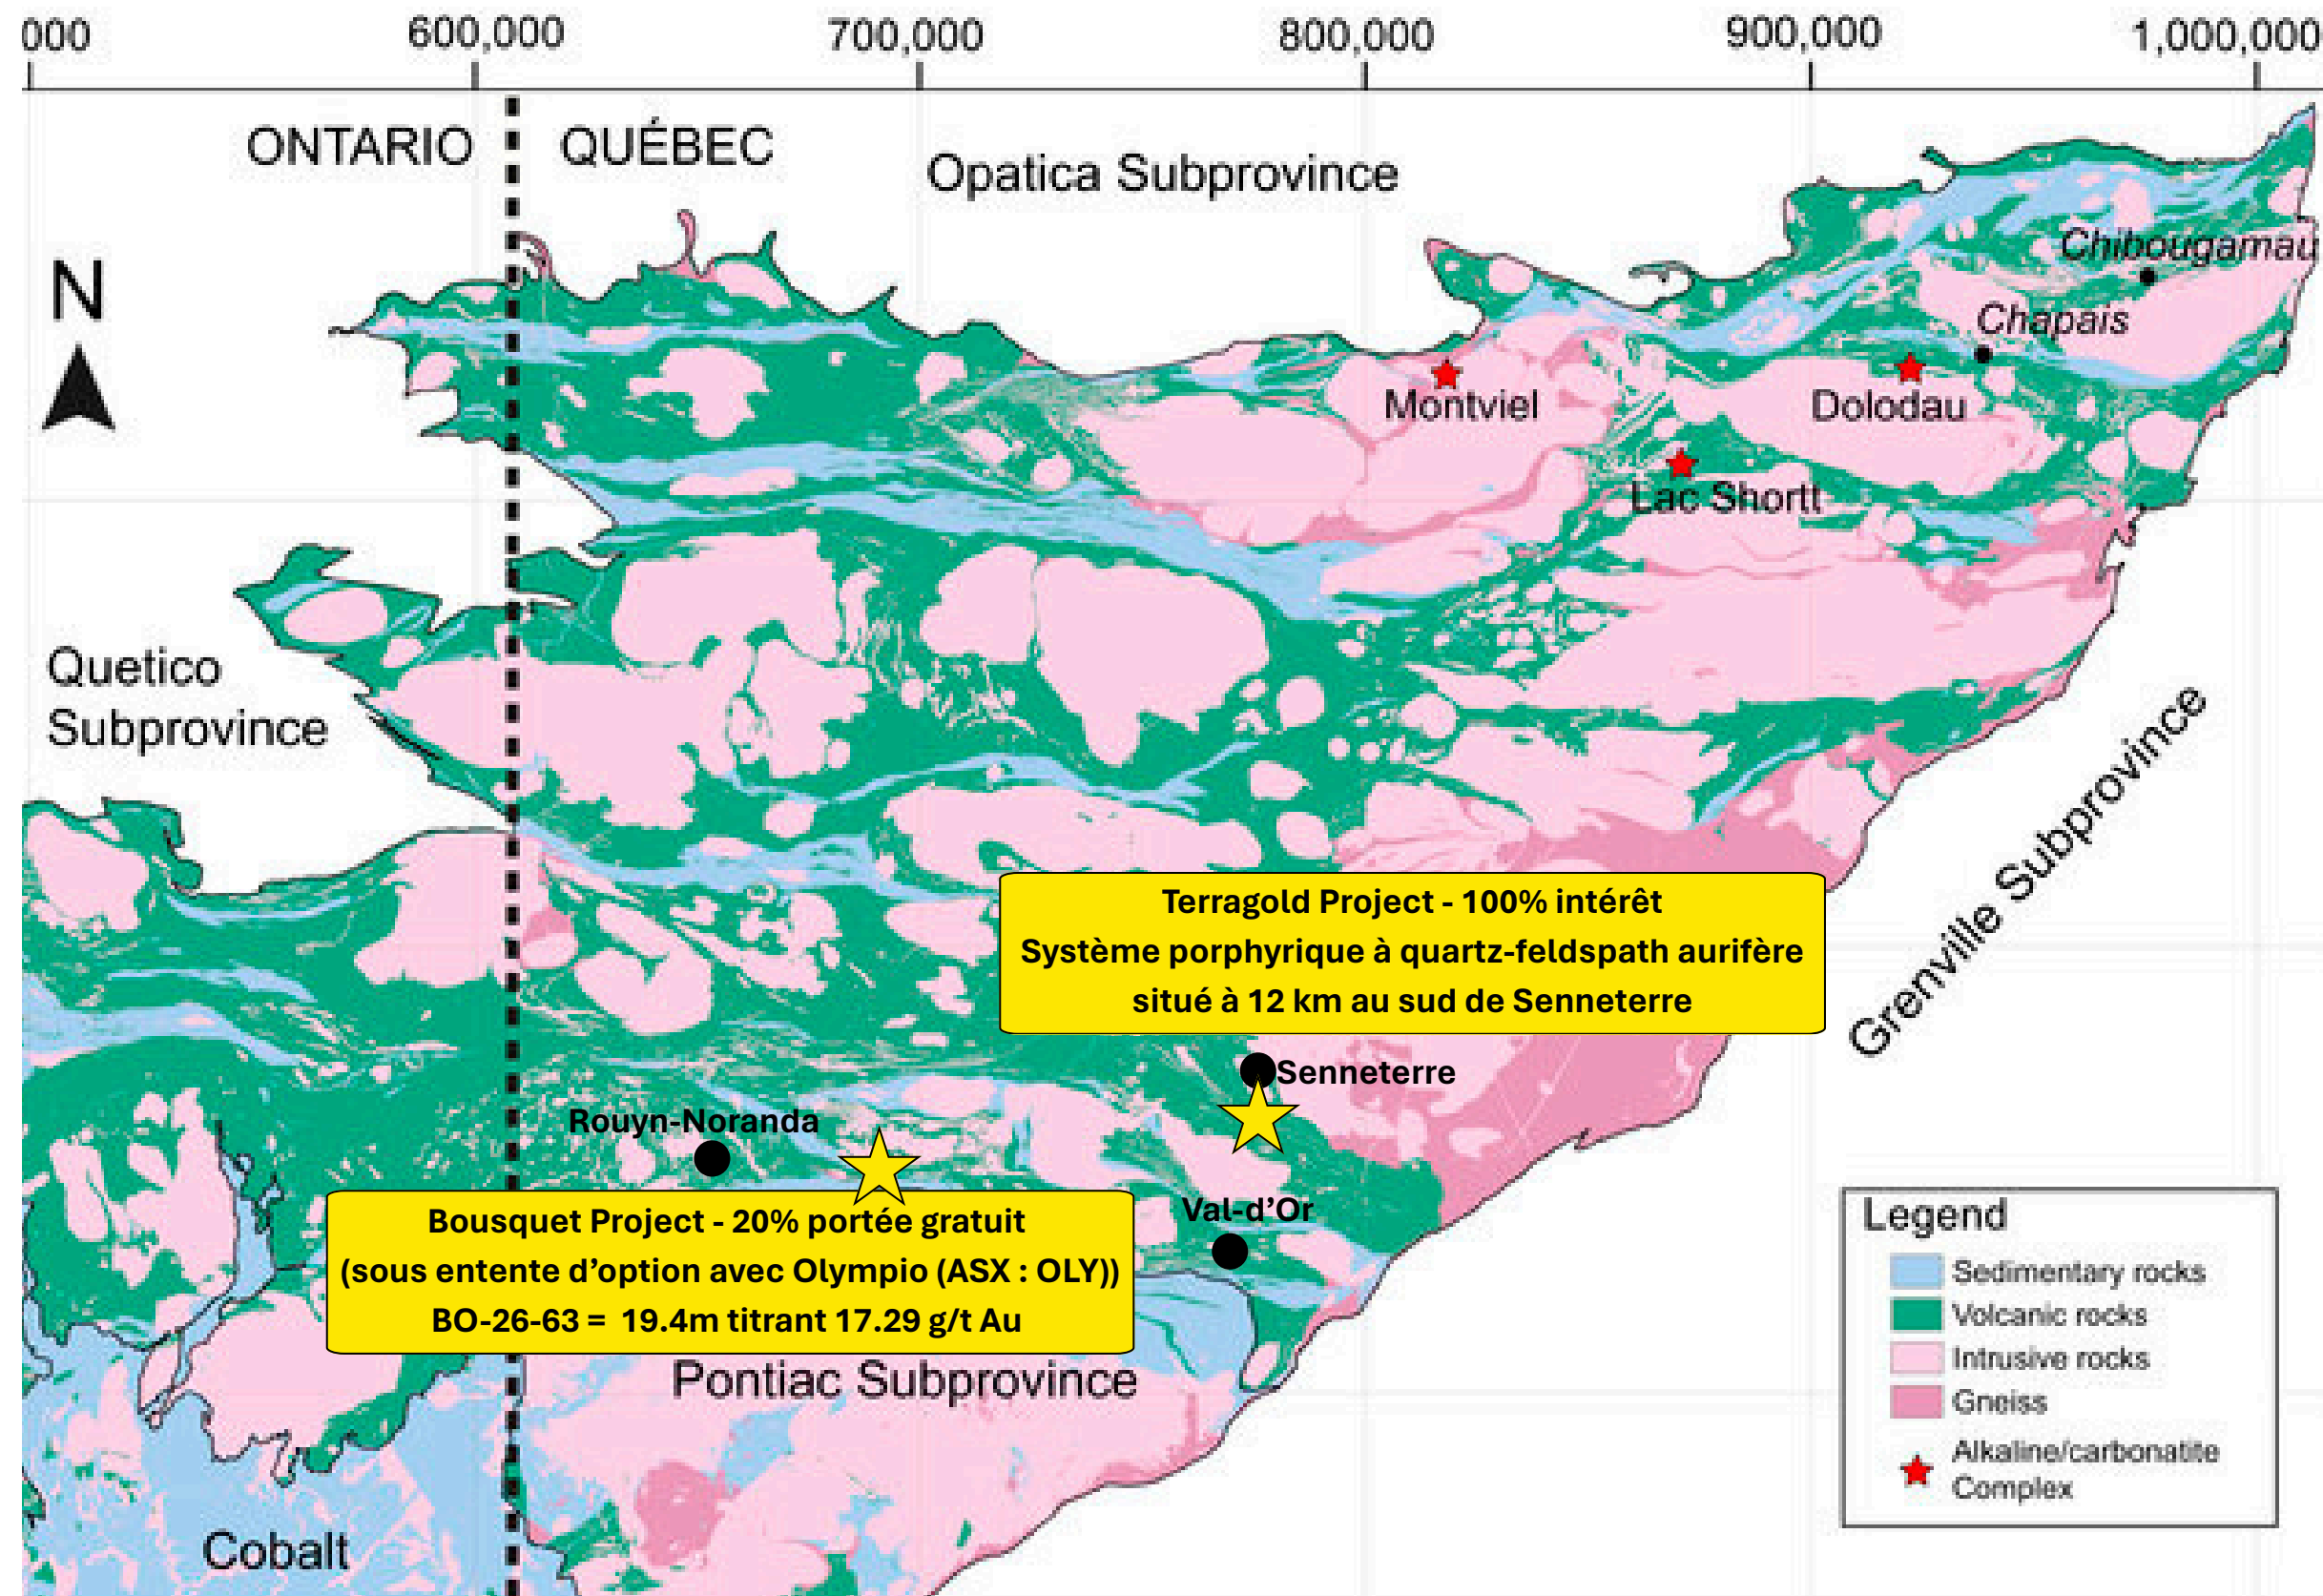 000
600,000
700,000
800,000
900,000
1,000,000
ONTARIO
QUÉBEC
Opatica Subprovince
N
Chibougamau
Chapais
Montviel
Dolodau
Lac Shortt
Quetico
Subprovince
Grenville Subprovince
Terragold Project - 100% intérêt
Système porphyrique à quartz-feldspath aurifère
situé à 12 km au sud de Senneterre
Senneterre
Rouyn-Noranda
Val-d’Or
Bousquet Project - 20% portée gratuit
(sous entente d’option avec Olympio (ASX : OLY))
BO-26-63 =  19.4m titrant 17.29 g/t Au
Pontiac Subprovince
Cobalt
Legend
Sedimentary rocks
Volcanic rocks
Intrusive rocks
Gneiss
Alkaline/carbonatite
Complex